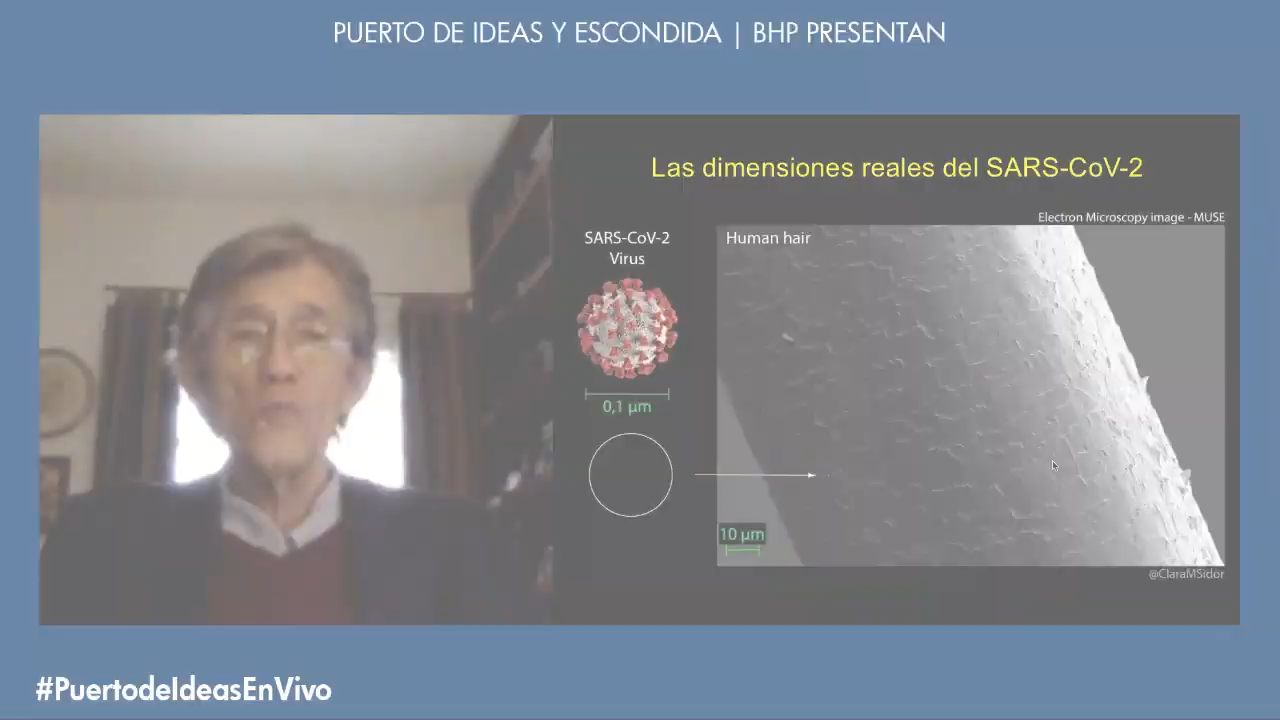 PUERTO DE IDEAS Y ESCONDIDA | BHP PRESENTAN
Las dimensiones reales del SARS-CoV-2
Electron Microscopy image - MUSE
SARS-CoV-2
Virus
Human hair
0,1 µm
10 µm
@ClaraMSidor
#PuertodeIdeasEnVivo